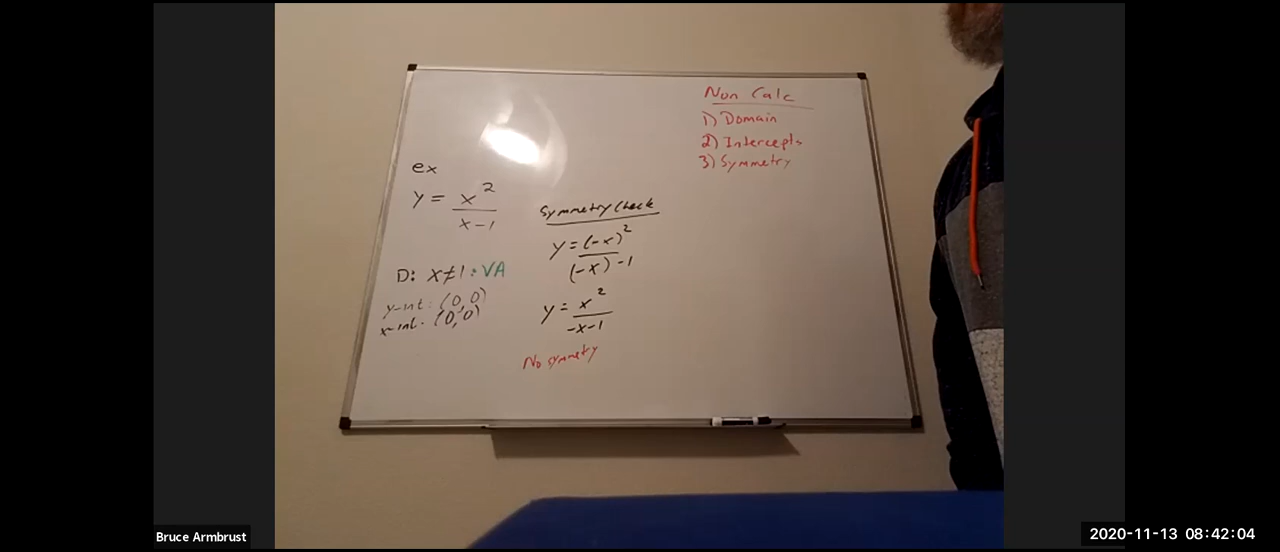 Non Calc
1) Domain
2) Intercepts
3) Symmetry
ex
y = x²
x-1
D: x≠1: VA
y-int: (0,0)
x-int: (0,0)
Symmetry Check
y = (-x)²
(-x) -1
y = x²
-x-1
No symmetry
Bruce Armbrust
2020-11-13 08:42:04